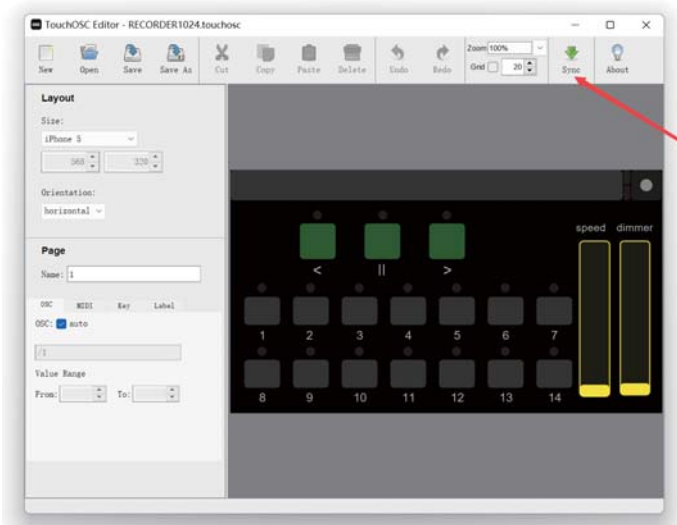 TouchOSC Editor - RECORDER1024.touchosc
New Open Save Save As Cut Copy Paste Delete Undo Redo Zoom 100% Grid 20 Sync About
Layout
Size:
iPhone 5
568 320
Orientation:
horizontal
Page
Name: 1
OSC MIDI Key Label
OSC: auto
/1
Value Range
From: To:
speed dimmer
< || >
1 2 3 4 5 6 7
8 9 10 11 12 13 14